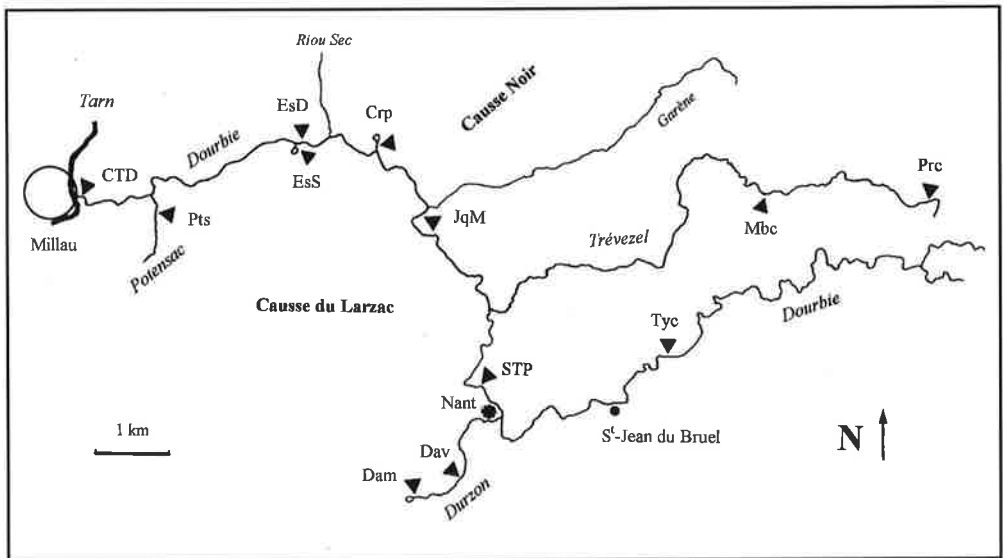 Riou Sec
Causse Noir
Tarn
EsD
Crp
Garène
Dourbie
CTD
EsS
Prc
Millau
Pts
JqM
Mbc
Potensac
Trévezel
Causse du Larzac
Dourbie
Tyc
STP
Nant
1 km
St-Jean du Bruel
N
Dav
Dam
Durzon